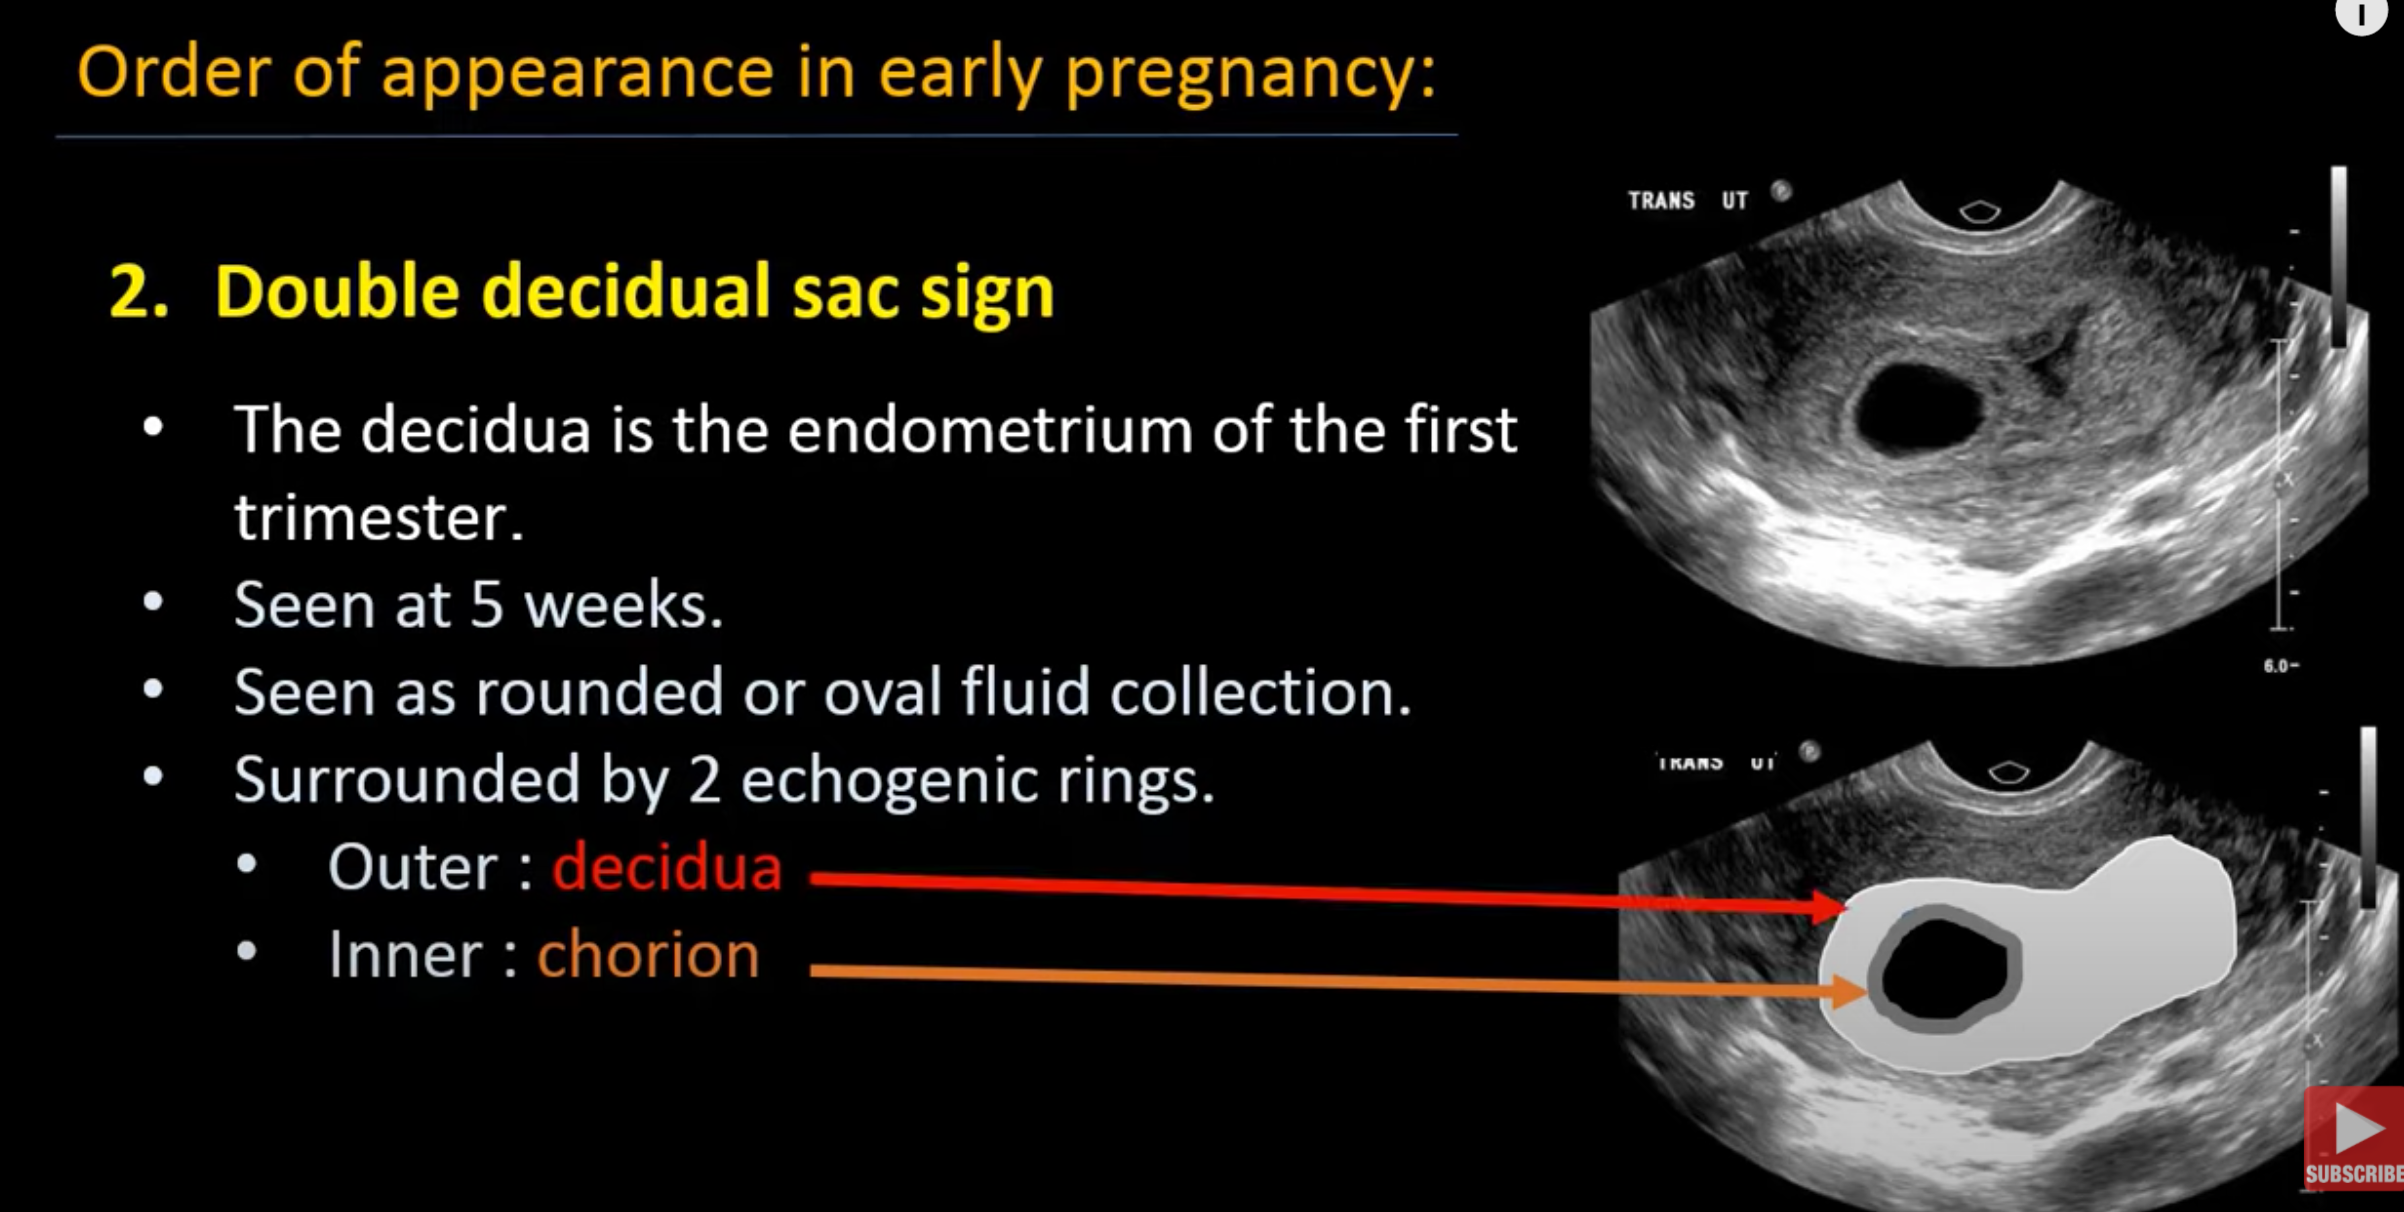 Order of appearance in early pregnancy:
TRANS UT
2. Double decidual sac sign
• The decidua is the endometrium of the first
trimester.
• Seen at 5 weeks.
• Seen as rounded or oval fluid collection.
6.0-
• Surrounded by 2 echogenic rings.
TRANS UT
• Outer : decidua
• Inner : chorion
SUBSCRIBE